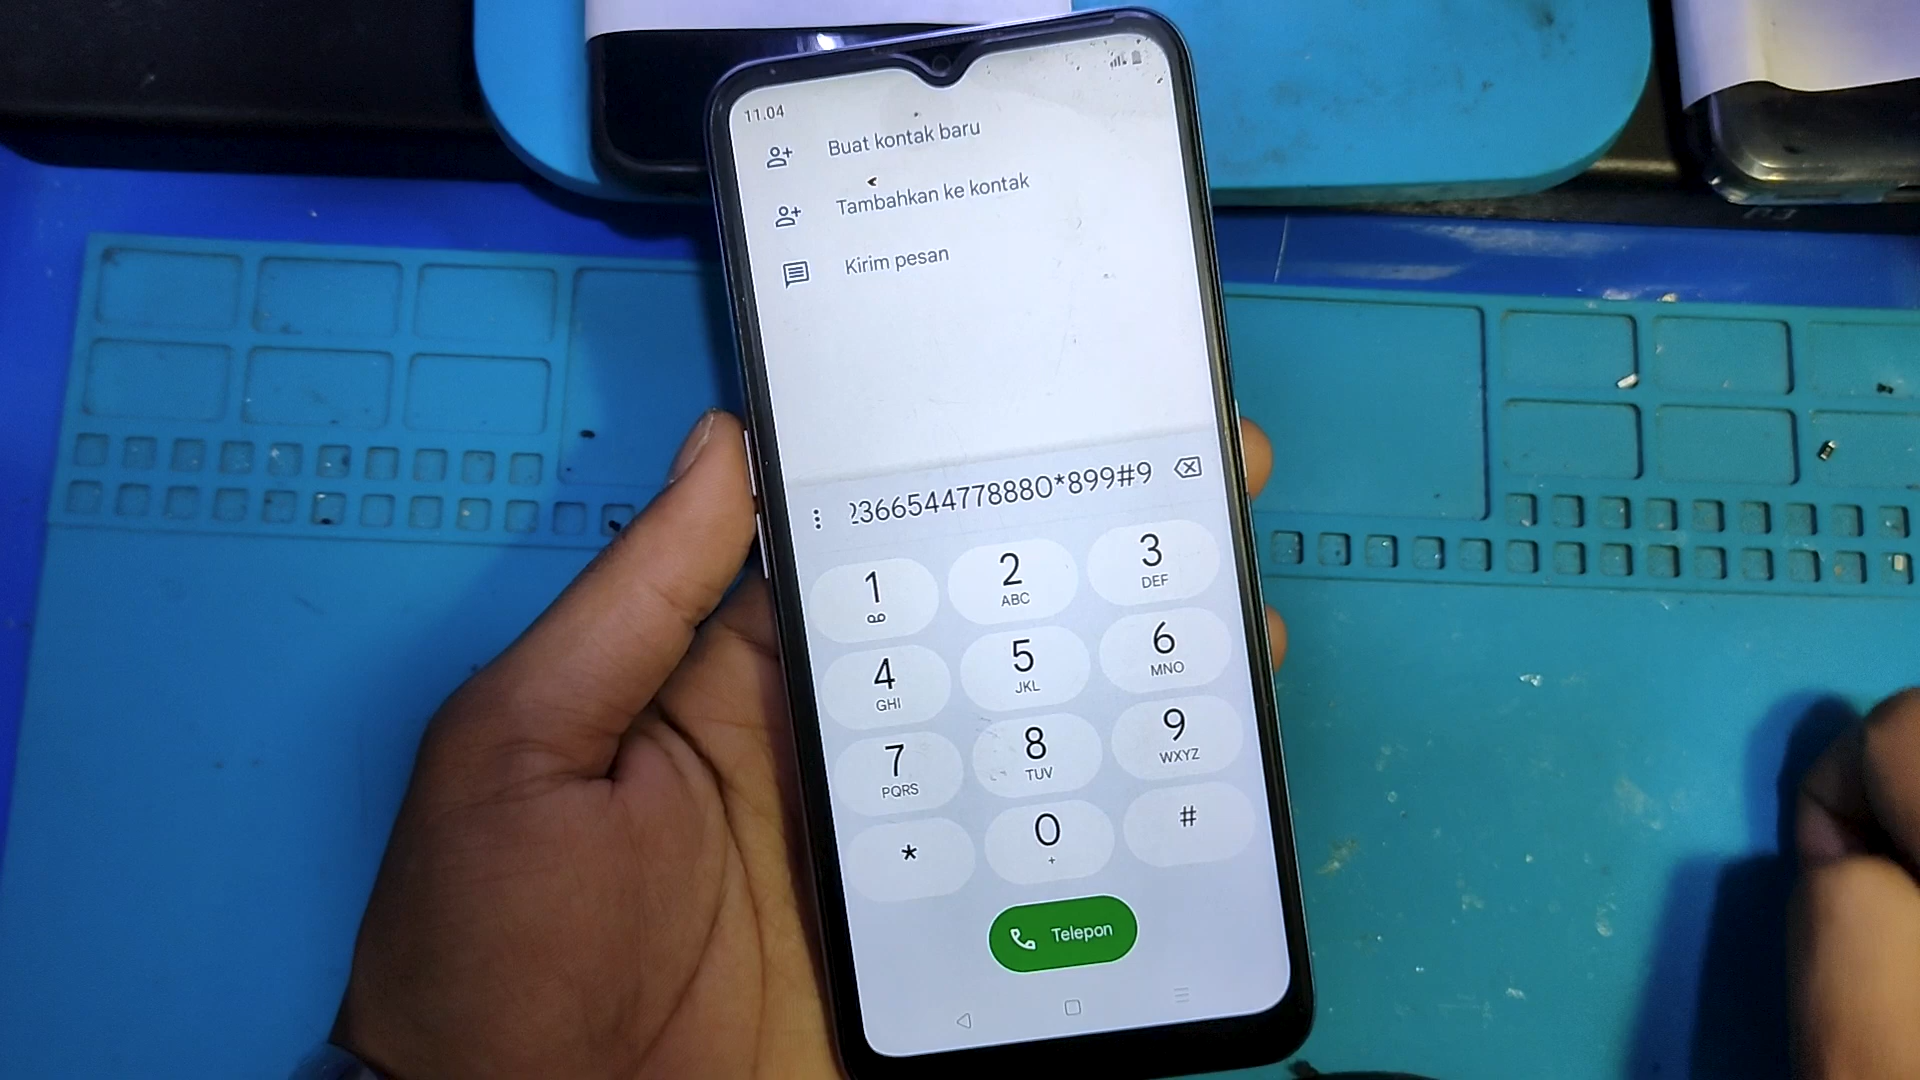 11.04
Buat kontak baru
Tambahkan ke kontak
Kirim pesan
2366544778880*899#9
1
2
ABC
3
DEF
4
GHI
5
JKL
6
MNO
7
PQRS
8
TUV
9
WXYZ
*
0
+
#
Telepon